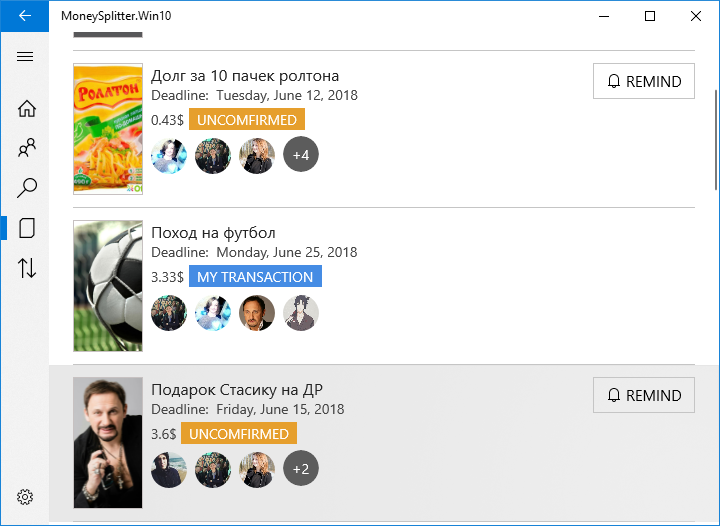 MoneySplitter.Win10
Долг за 10 пачек ролтона
REMIND
Deadline: Tuesday, June 12, 2018
0.43$ UNCOMFIRMED
+4
РОЛЛТОН
Поход на футбол
Deadline: Monday, June 25, 2018
3.33$ MY TRANSACTION
Подарок Стасику на ДР
REMIND
Deadline: Friday, June 15, 2018
3.6$ UNCOMFIRMED
+2